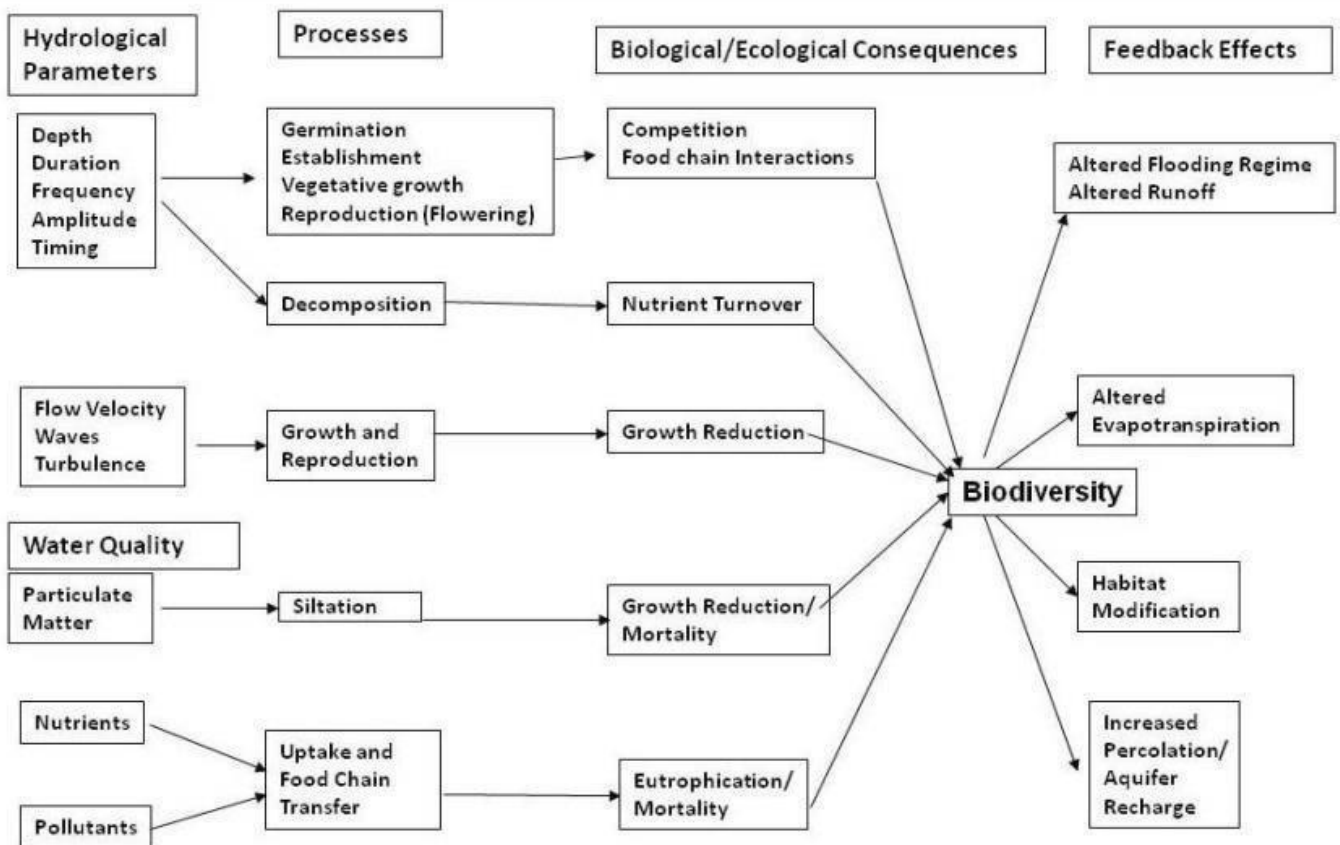 Hydrological
Parameters
Processes
Biological/Ecological Consequences
Feedback Effects
Depth
Duration
Frequency
Amplitude
Timing
Germination
Establishment
Vegetative growth
Reproduction (Flowering)
Competition
Food chain Interactions
Altered Flooding Regime
Altered Runoff
Decomposition
Nutrient Turnover
Flow Velocity
Waves
Turbulence
Growth and
Reproduction
Growth Reduction
Altered
Evapotranspiration
Biodiversity
Water Quality
Particulate
Matter
Siltation
Growth Reduction/
Mortality
Habitat
Modification
Nutrients
Pollutants
Uptake and
Food Chain
Transfer
Eutrophication/
Mortality
Increased
Percolation/
Aquifer
Recharge